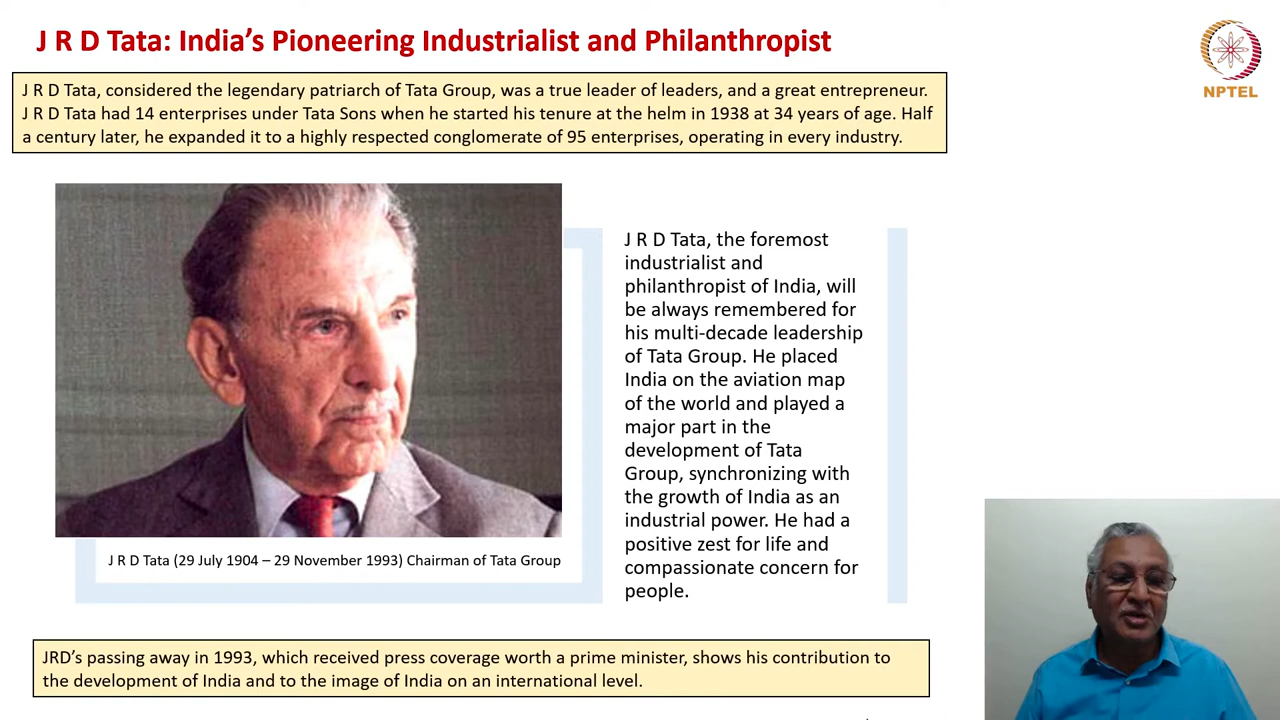 J R D Tata: India’s Pioneering Industrialist and Philanthropist
NPTEL
J R D Tata, considered the legendary patriarch of Tata Group, was a true leader of leaders, and a great entrepreneur.
J R D Tata had 14 enterprises under Tata Sons when he started his tenure at the helm in 1938 at 34 years of age. Half
a century later, he expanded it to a highly respected conglomerate of 95 enterprises, operating in every industry.
J R D Tata, the foremost
industrialist and
philanthropist of India, will
be always remembered for
his multi-decade leadership
of Tata Group. He placed
India on the aviation map
of the world and played a
major part in the
development of Tata
Group, synchronizing with
the growth of India as an
industrial power. He had a
positive zest for life and
compassionate concern for
people.
J R D Tata (29 July 1904 – 29 November 1993) Chairman of Tata Group
JRD’s passing away in 1993, which received press coverage worth a prime minister, shows his contribution to
the development of India and to the image of India on an international level.